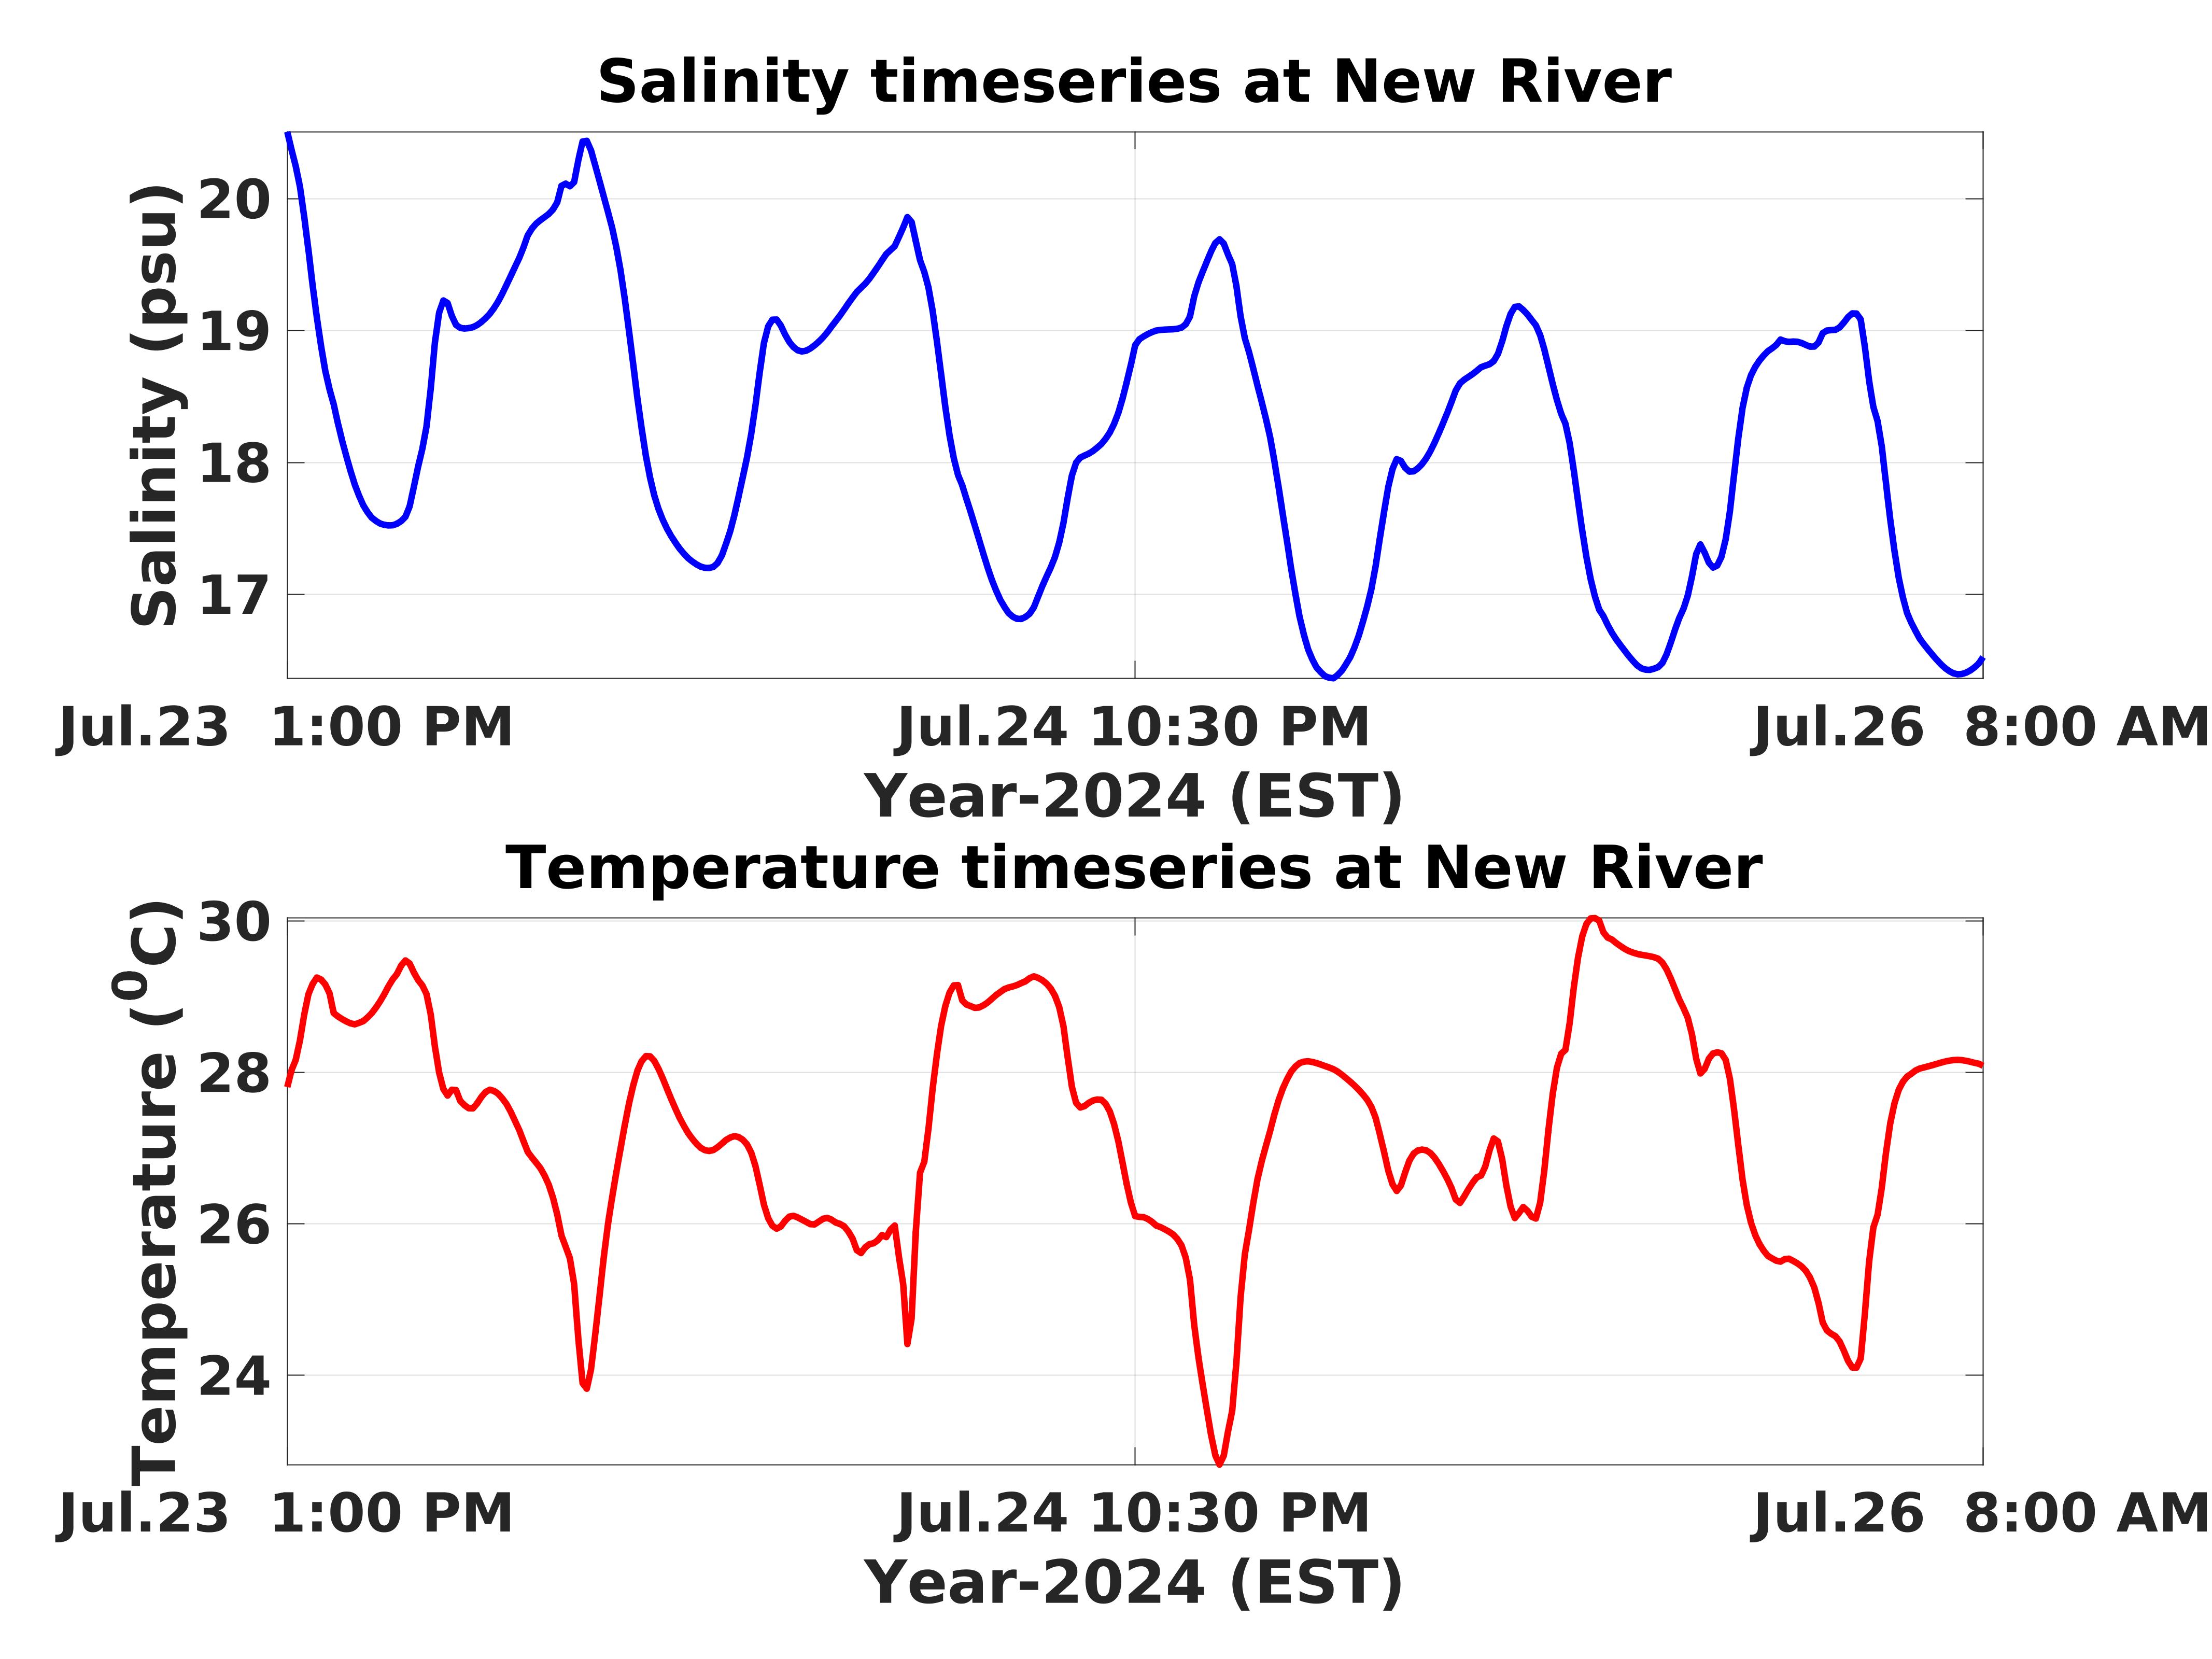 Salinity timeseries at New River
Salinity (psu)
20
19
18
17
Jul.23  1:00 PM
Jul.24 10:30 PM
Jul.26  8:00 AM
Year-2024 (EST)
Temperature timeseries at New River
Temperature (⁰C)
30
28
26
24
Jul.23  1:00 PM
Jul.24 10:30 PM
Jul.26  8:00 AM
Year-2024 (EST)